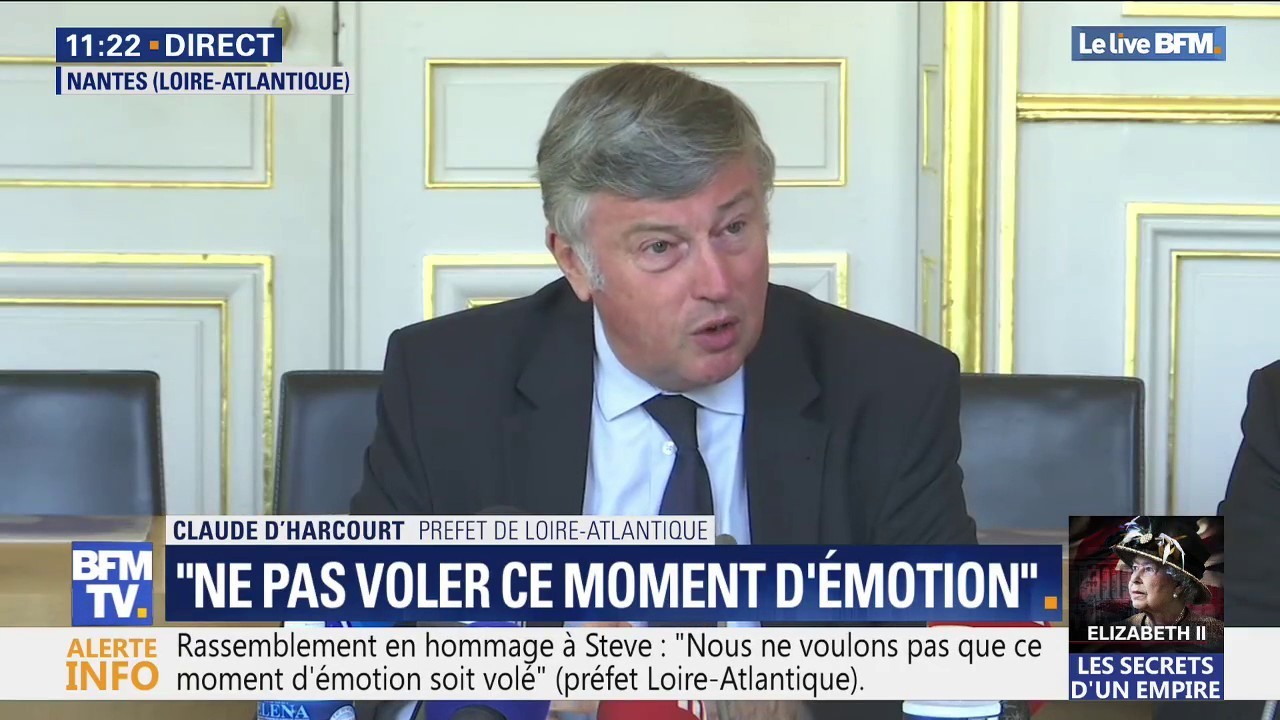 11:22 ▪ DIRECT
NANTES (LOIRE-ATLANTIQUE)
Le live BFM.
CLAUDE D'HARCOURT PREFET DE LOIRE-ATLANTIQUE
BFM
TV.
"NE PAS VOLER CE MOMENT D'ÉMOTION"
ALERTE
INFO
Rassemblement en hommage à Steve : "Nous ne voulons pas que ce
moment d'émotion soit volé" (préfet Loire-Atlantique).
ELIZABETH II
LES SECRETS
D'UN EMPIRE